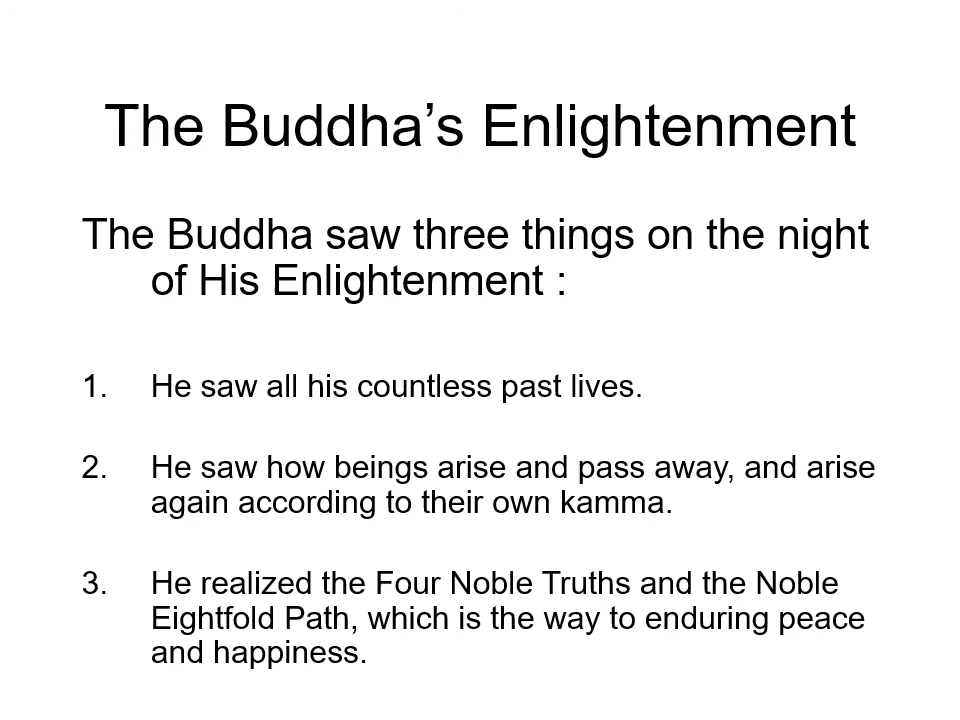 The Buddha’s Enlightenment
The Buddha saw three things on the night
of His Enlightenment :
1. He saw all his countless past lives.
2. He saw how beings arise and pass away, and arise
again according to their own kamma.
3. He realized the Four Noble Truths and the Noble
Eightfold Path, which is the way to enduring peace
and happiness.